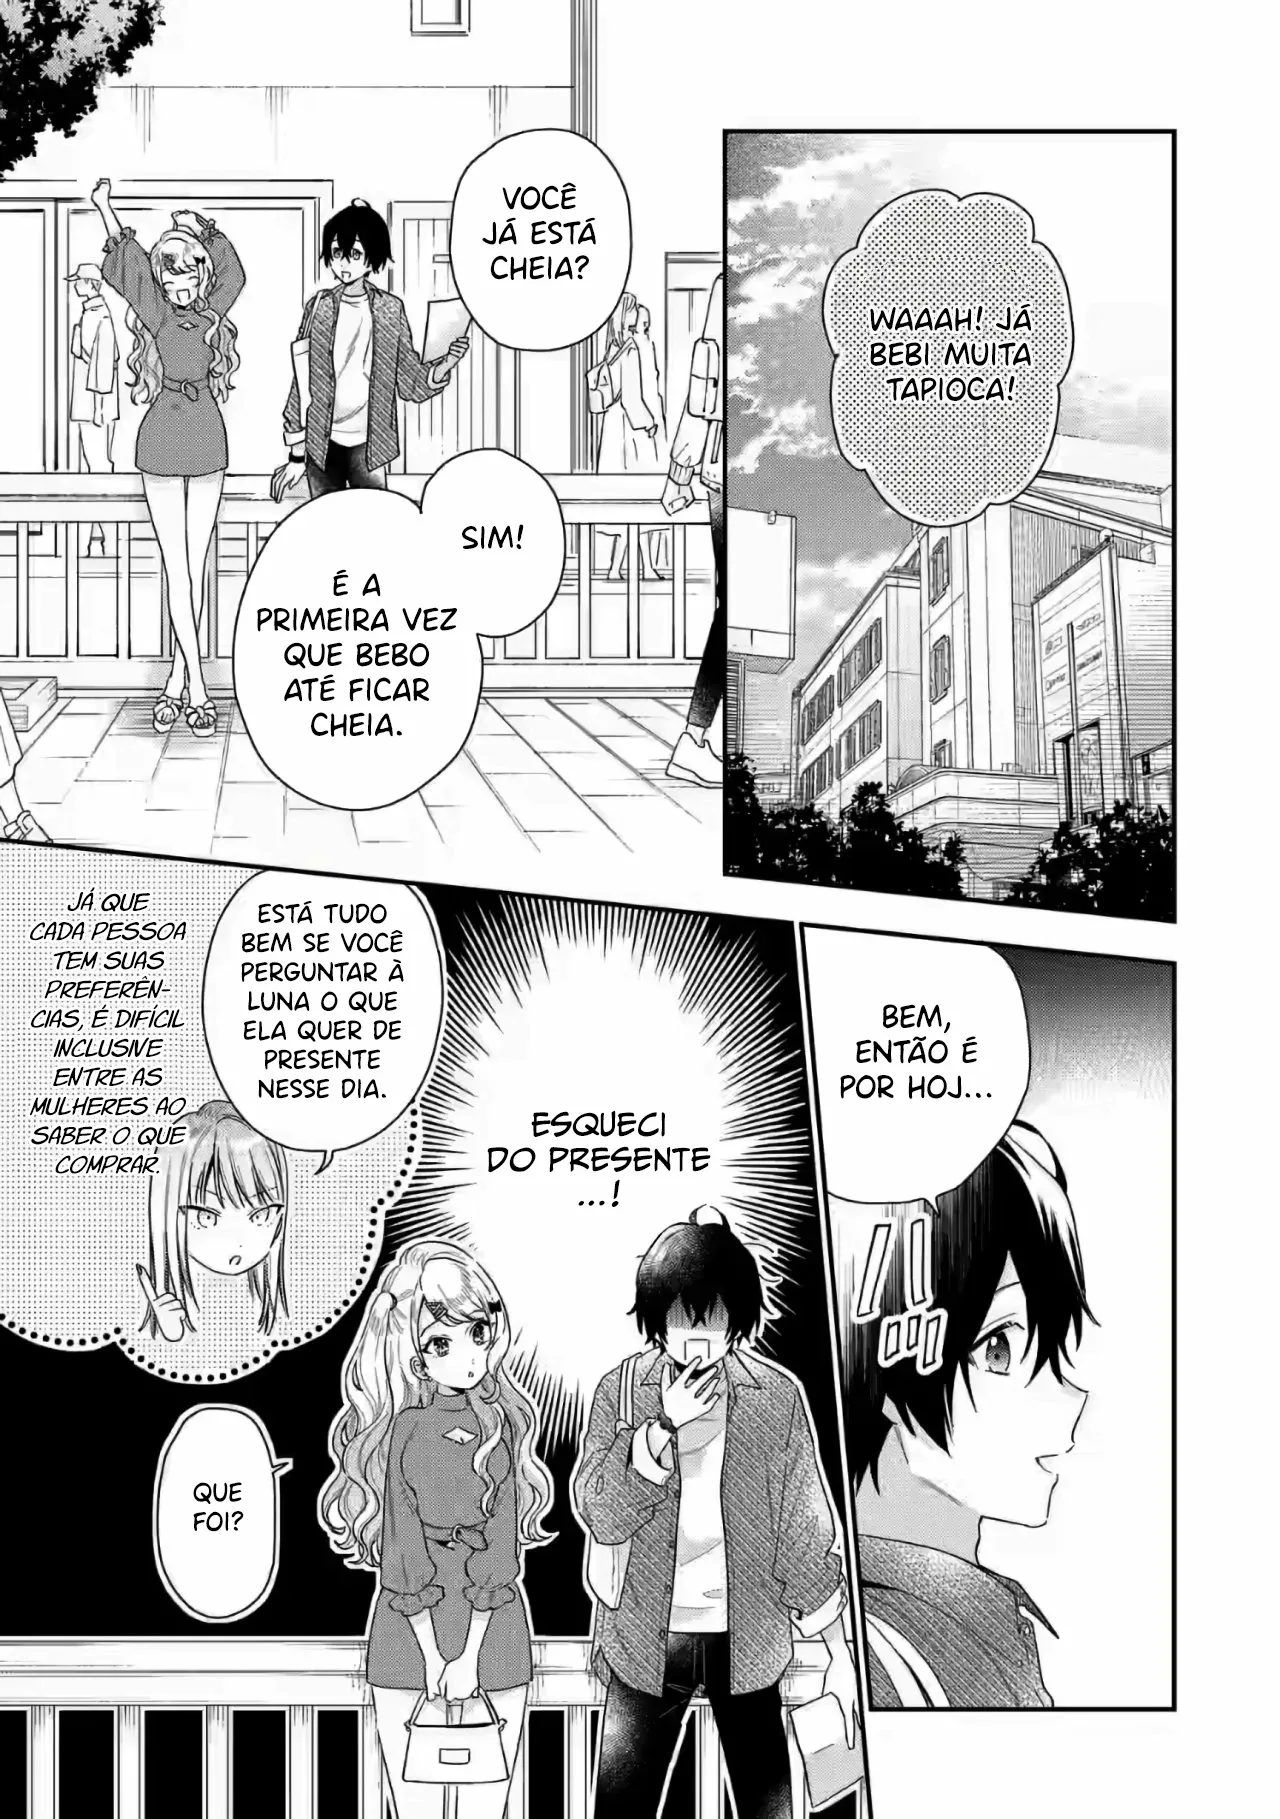 WAAAH! JÁ
BEBI MUITA
TAPIOCA!
VOCÊ
JÁ ESTÁ
CHEIA?
SIM!
É A
PRIMEIRA VEZ
QUE BEBO
ATÉ FICAR
CHEIA.
BEM,
ENTÃO É
POR HOJ...
ESQUECI
DO PRESENTE
...!
ESTÁ TUDO
BEM SE VOCÊ
PERGUNTAR À
LUNA O QUE
ELA QUER DE
PRESENTE
NESSE DIA.
JÁ QUE
CADA PESSOA
TEM SUAS
PREFERÊN-
CIAS, É DIFÍCIL
INCLUSIVE
ENTRE AS
MULHERES AO
SABER O QUE
COMPRAR.
QUE
FOI?